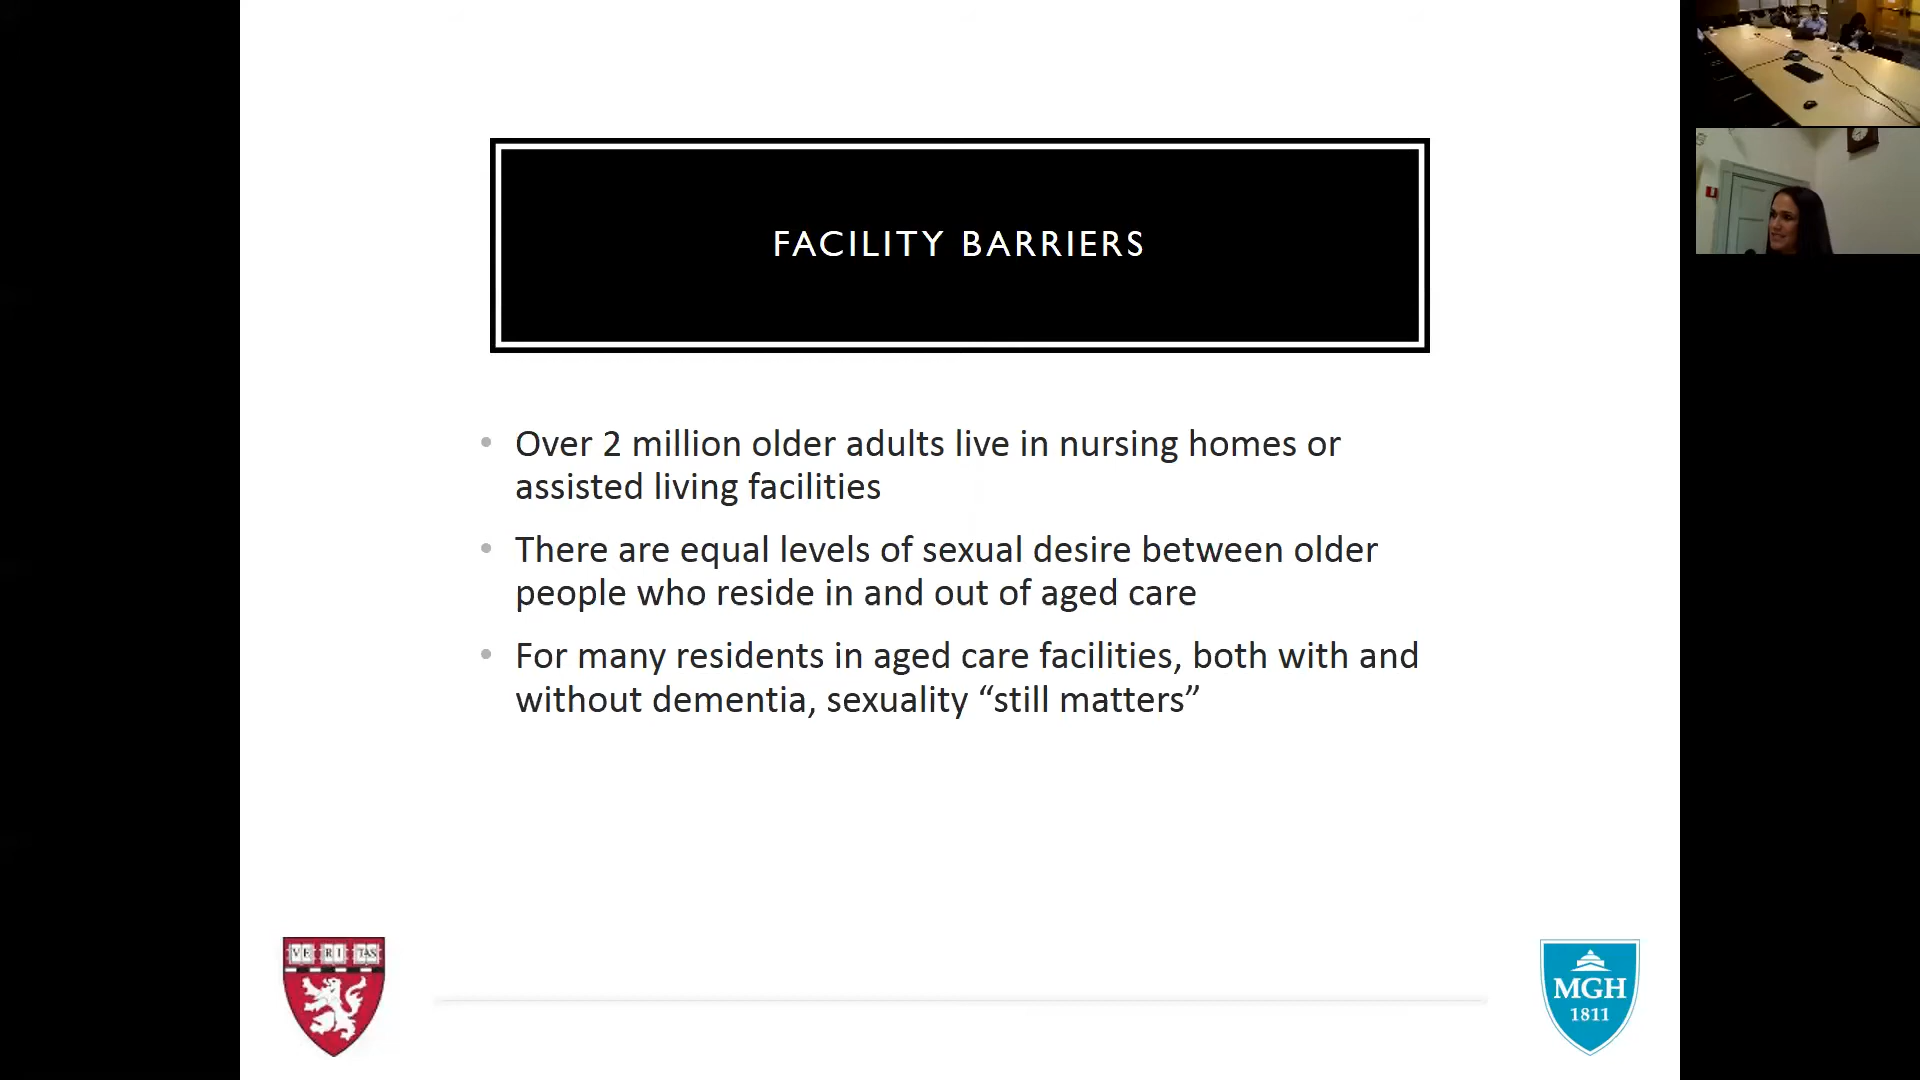 FACILITY BARRIERS
• Over 2 million older adults live in nursing homes or
assisted living facilities
• There are equal levels of sexual desire between older
people who reside in and out of aged care
• For many residents in aged care facilities, both with and
without dementia, sexuality “still matters”
VE RI TAS
MGH
1811